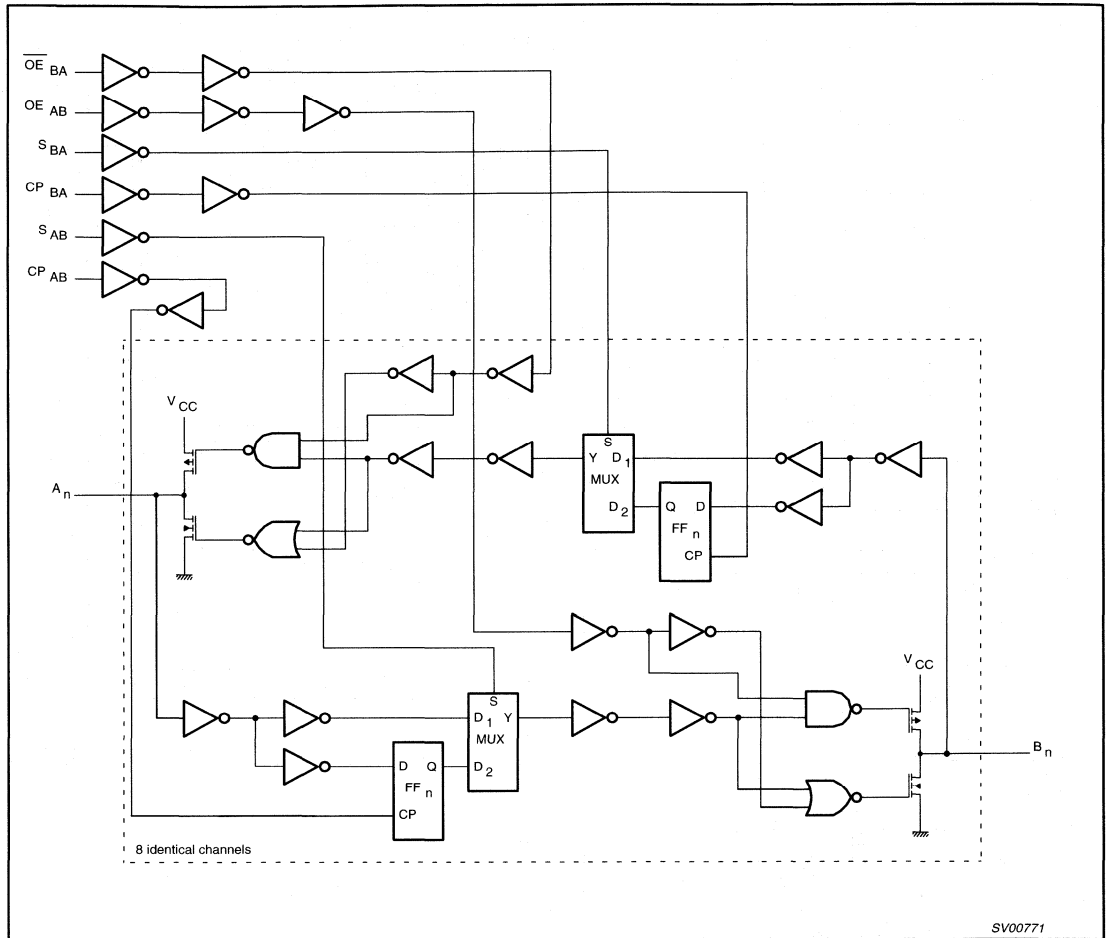 OE BA
OE AB
S BA
CP BA
S AB
CP AB
V CC
A n
S
Y D 1
MUX
D 2
Q D
FF n
CP
S
D 1 Y
MUX
D 2
D Q
FF n
CP
V CC
B n
8 identical channels
SV00771